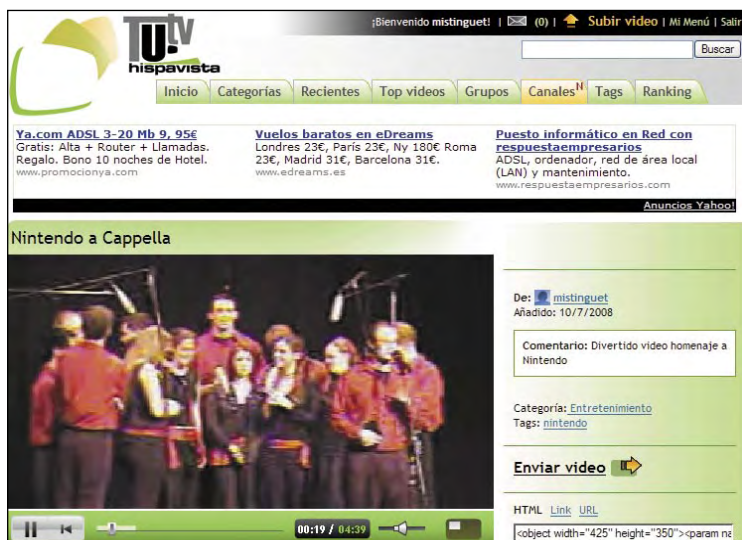 ¡Bienvenido mistinguet! | (0) | Subir video | Mi Menú | Salir
TU.tv
hispavista
Buscar
Inicio Categorías Recientes Top videos Grupos Canales N Tags Ranking
Ya.com ADSL 3-20 Mb 9, 95€
Gratis: Alta + Router + Llamadas.
Regalo. Bono 10 noches de Hotel.
www.promocionya.com
Vuelos baratos en eDreams
Londres 23€, París 23€, Ny 180€ Roma
23€, Madrid 31€, Barcelona 31€.
www.edreams.es
Puesto informático en Red con
respuestaempresarios
ADSL, ordenador, red de área local
(LAN) y mantenimiento.
www.respuestaempresarios.com
Anuncios Yahoo!
Nintendo a Cappella
De: mistinguet
Añadido: 10/7/2008
Comentario: Divertido video homenaje a
Nintendo
Categoría: Entretenimiento
Tags: nintendo
Enviar video
HTML Link URL
<object width="425" height="350"><param na
00:19 / 04:39